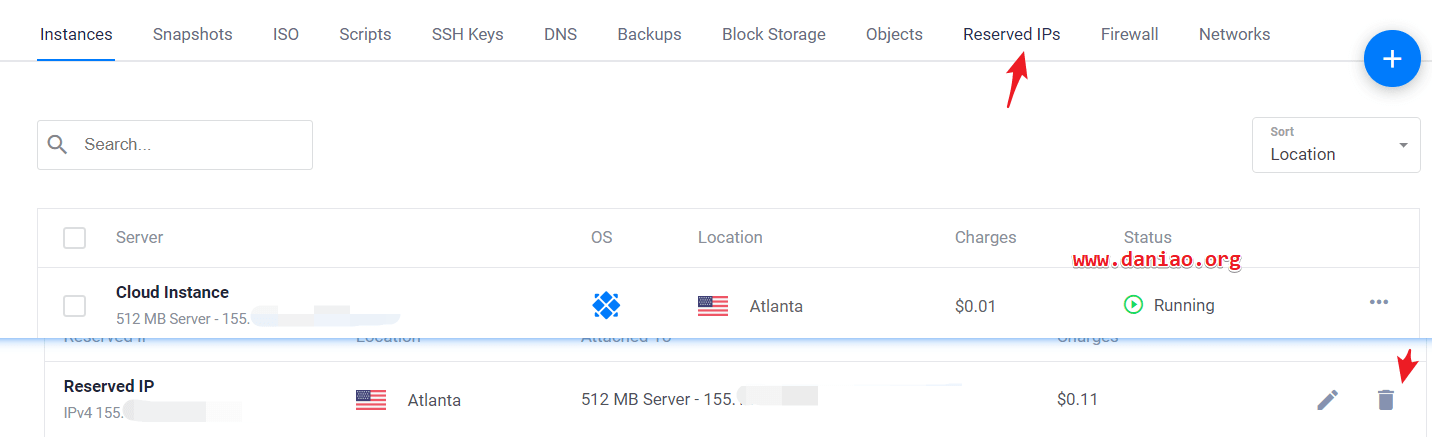 Instances Snapshots ISO Scripts SSH Keys DNS Backups Block Storage Objects Reserved IPs Firewall Networks
Search...
Sort
Location
Server OS Location Charges Status
www.daniao.org
Cloud Instance
512 MB Server - 155.
Atlanta $0.01 Running
Reserved IP Location Attached To Charges
Reserved IP
IPv4 155.
Atlanta 512 MB Server - 155. $0.11